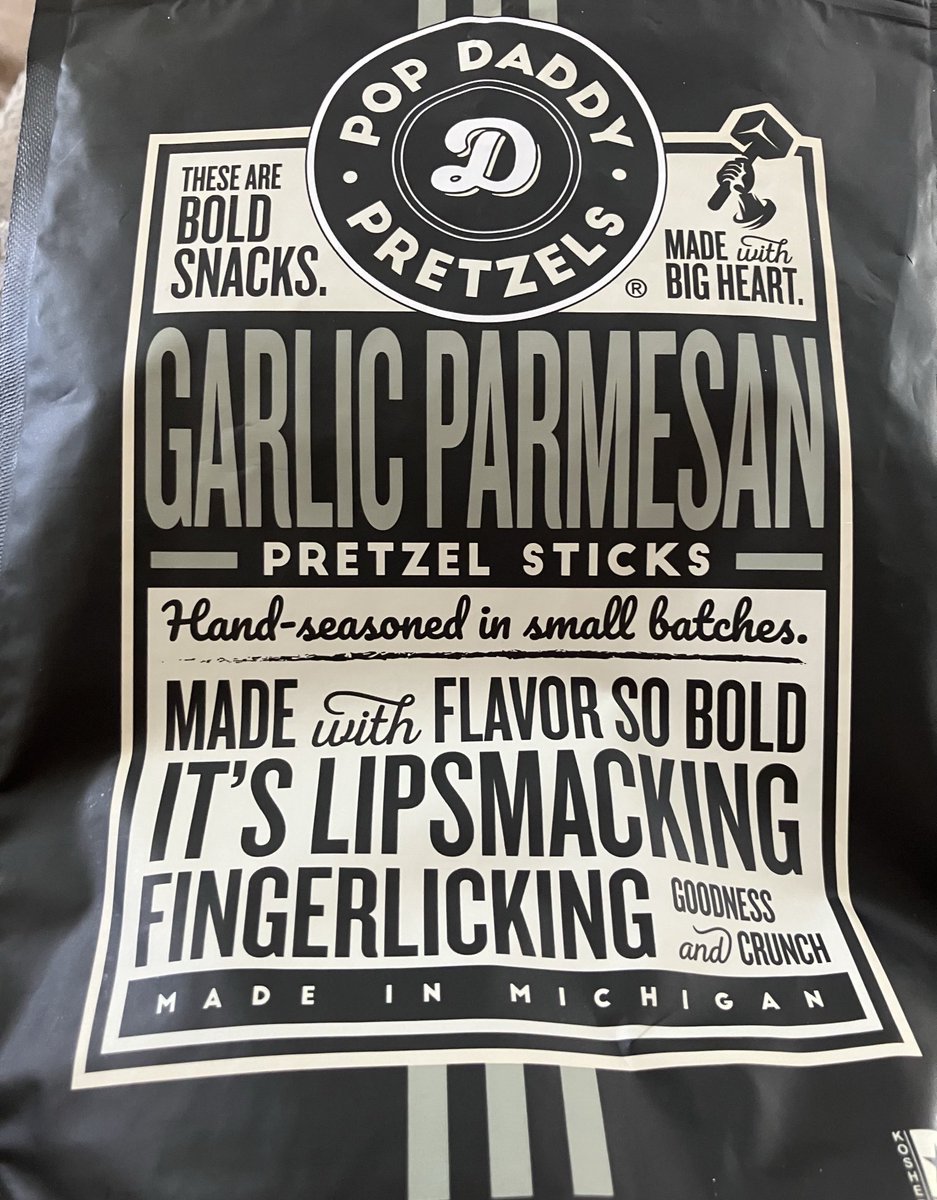 POP DADDY
D
• PRETZELS •
®
THESE ARE
BOLD
SNACKS.
MADE with
BIG HEART.
GARLIC PARMESAN
PRETZEL STICKS
Hand-seasoned in small batches.
MADE with FLAVOR SO BOLD
IT'S LIPSMACKING
FINGERLICKING
GOODNESS
and CRUNCH
MADE IN MICHIGAN
KOSHE